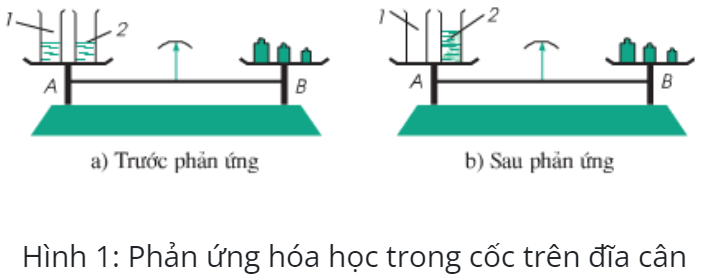 1 2 1 2
A B A B
a) Trước phản ứng b) Sau phản ứng
Hình 1: Phản ứng hóa học trong cốc trên đĩa cân